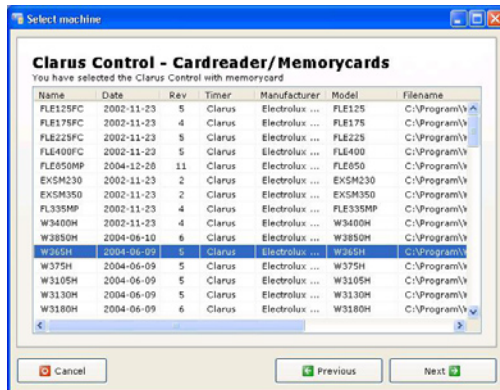 Select machine
Clarus Control - Cardreader/Memorycards
You have selected the Clarus Control with memorycard
Name Date Rev Timer Manufacturer Model Filename
FLE125FC 2002-11-23 5 Clarus Electrolux ... FLE125 C:\Program\
FLE175FC 2002-11-23 4 Clarus Electrolux ... FLE175 C:\Program\
FLE225FC 2002-11-23 5 Clarus Electrolux ... FLE225 C:\Program\
FLE400FC 2002-11-23 5 Clarus Electrolux ... FLE400 C:\Program\
FLE850MP 2004-12-28 11 Clarus Electrolux ... FLE850 C:\Program\
EXSM230 2002-11-23 2 Clarus Electrolux ... EXSM230 C:\Program\
EXSM350 2002-11-23 2 Clarus Electrolux ... EXSM350 C:\Program\
FL335MP 2002-11-23 4 Clarus Electrolux ... FLE335MP C:\Program\
W3400H 2002-11-23 4 Clarus Electrolux ... W3400H C:\Program\
W3850H 2004-06-10 6 Clarus Electrolux ... W3850H C:\Program\
W365H 2004-06-09 5 Clarus Electrolux ... W365H C:\Program\
W375H 2004-06-09 5 Clarus Electrolux ... W375H C:\Program\
W3105H 2004-06-09 5 Clarus Electrolux ... W3105H C:\Program\
W3130H 2004-06-09 5 Clarus Electrolux ... W3130H C:\Program\
W3180H 2004-06-09 6 Clarus Electrolux ... W3180H C:\Program\
Cancel Previous Next